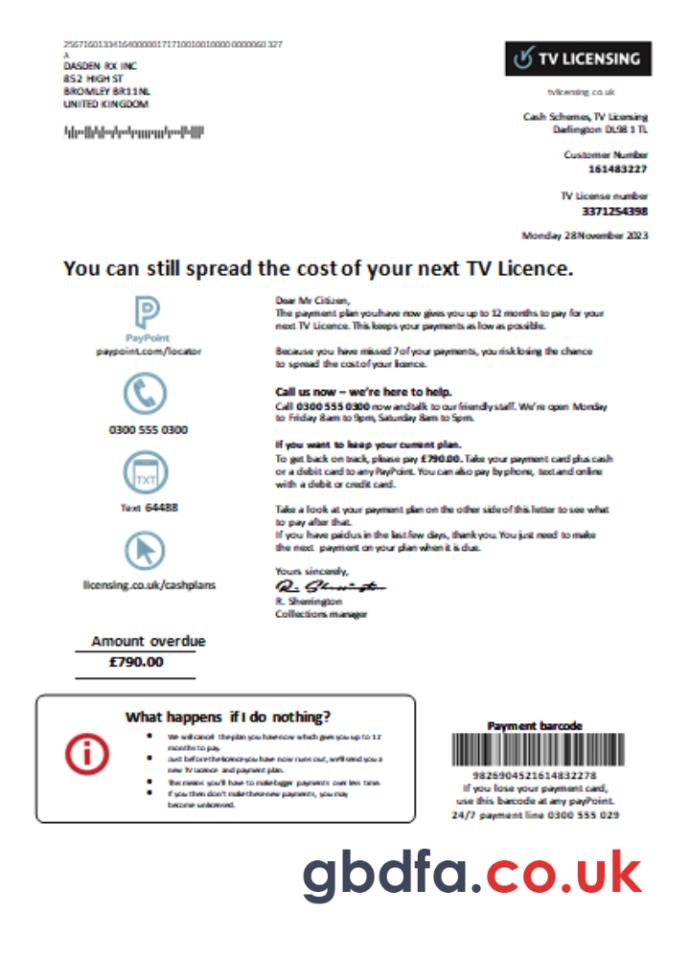 25671601334164000001717100100100000000060 327
A
DASDEN RX INC
852 HIGH ST
BROMLEY BR11NL
UNITED KINGDOM
TV LICENSING
tvlicensing.co.uk
Cash Schemes, TV Licensing
Darlington DL98 1 TL
Customer Number
161483227
TV License number
3371254398
Monday 28 November 2023
You can still spread the cost of your next TV Licence.
PayPoint
paypoint.com/locator
0300 555 0300
TXT
Text 64488
licensing.co.uk/cashplans
Dear Mr Citizen,
The payment plan you have now gives you up to 12 months to pay for your
next TV Licence. This keeps your payments as low as possible.
Because you have missed 7 of your payments, you risk losing the chance
to spread the cost of your licence.
Call us now – we're here to help.
Call 0300 555 0300 now and talk to our friendly staff. We're open Monday
to Friday 8am to 9pm, Saturday 8am to 5pm.
If you want to keep your current plan.
To get back on track, please pay £790.00. Take your payment card plus cash
or a debit card to any PayPoint. You can also pay by phone, text and online
with a debit or credit card.
Take a look at your payment plan on the other side of this letter to see what
to pay after that.
If you have paid us in the last few days, thank you. You just need to make
the next payment on your plan when it is due.
Yours sincerely,
R. Sherrington
R. Sherrington
Collections manager
Amount overdue
£790.00
What happens if I do nothing?
• We will cancel the plan you have now which gives you up to 12
months to pay.
• Just before the licence you have now runs out, we'll send you a
new TV Licence and payment plan.
• This means you'll have to make bigger payments over less time.
• If you then don't make these new payments, you may
become unlicensed.
Payment barcode
9826904521614832278
If you lose your payment card,
use this barcode at any payPoint.
24/7 payment line 0300 555 029
gbdfa.co.uk